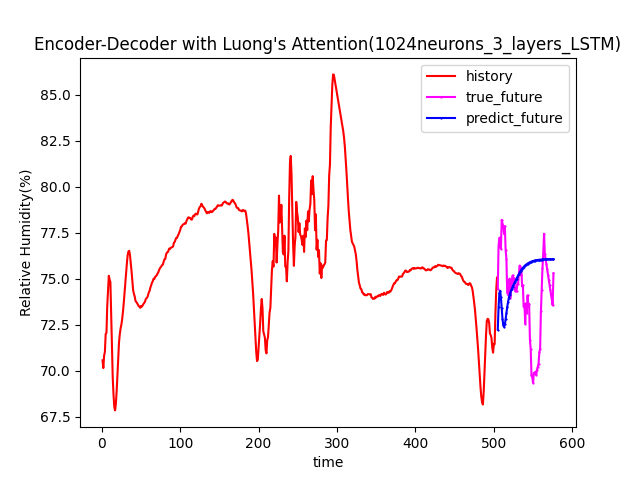 Encoder-Decoder with Luong's Attention(1024neurons_3_layers_LSTM)
history
true_future
predict_future
Relative Humidity(%)
85.0
82.5
80.0
77.5
75.0
72.5
70.0
67.5
0 100 200 300 400 500 600
time